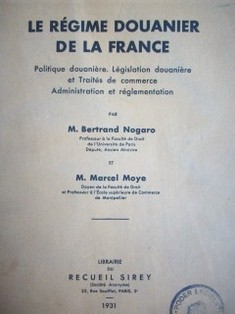 LE RÉGIME DOUANIER
DE LA FRANCE
Politique douanière. Législation douanière
et Traités de commerce
Administration et réglementation
PAR
M. Bertrand Nogaro
Professeur à la Faculté de Droit
de l'Université de Paris
Député, Ancien Ministre
ET
M. Marcel Moye
Doyen de la Faculté de Droit
et Professeur à l'École supérieure de Commerce
de Montpellier
LIBRAIRIE
DU
RECUEIL SIREY
(Société Anonyme)
22, Rue Soufflot, PARIS, 5e
1931
PODER